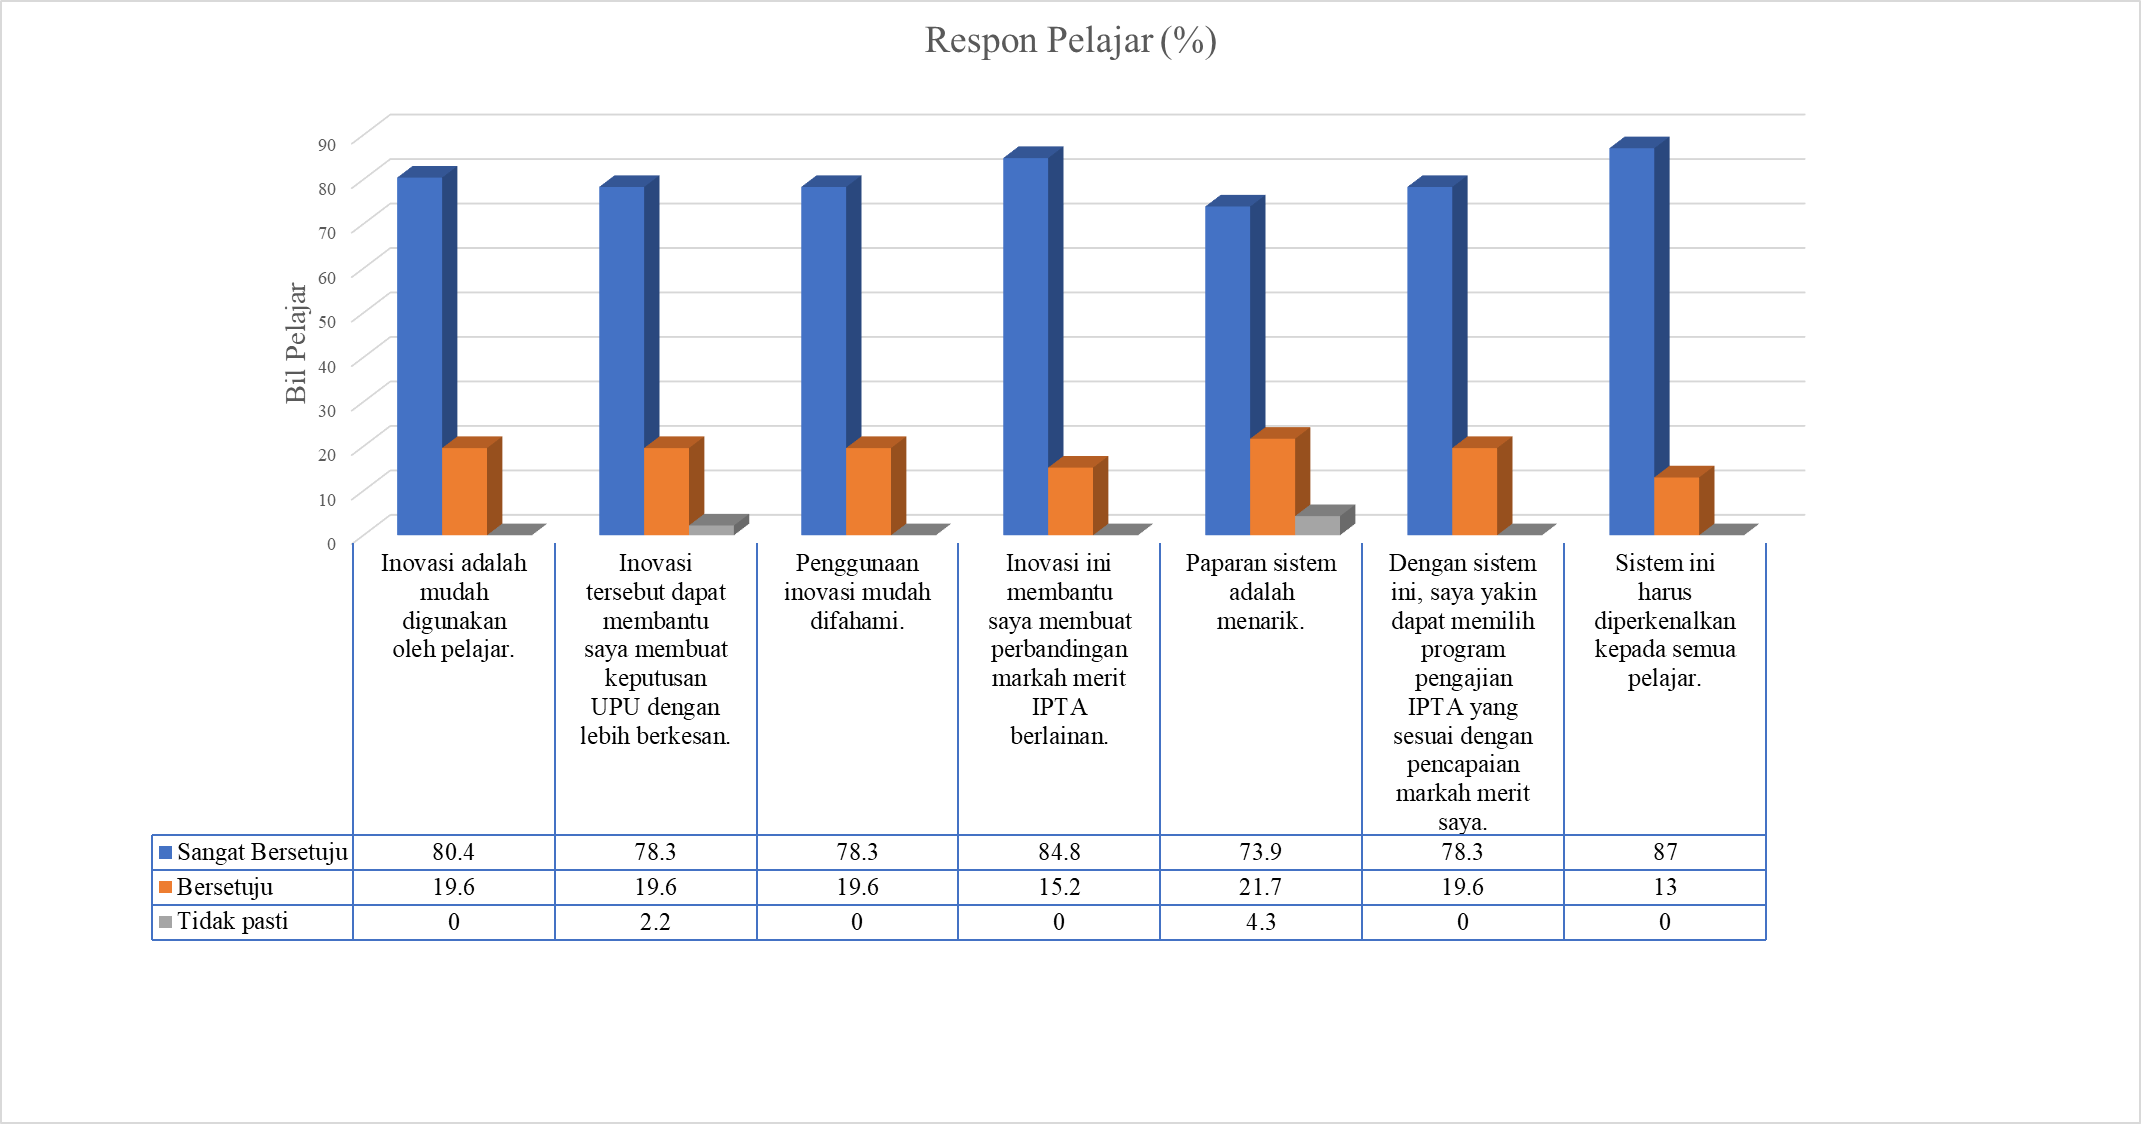 Respon Pelajar (%)
Bil Pelajar
90
80
70
60
50
40
30
20
10
0
Inovasi adalah
mudah
digunakan
oleh pelajar.
Inovasi
tersebut dapat
membantu
saya membuat
keputusan
UPU dengan
lebih berkesan.
Penggunaan
inovasi mudah
difahami.
Inovasi ini
membantu
saya membuat
perbandingan
markah merit
IPTA
berlainan.
Paparan sistem
adalah
menarik.
Dengan sistem
ini, saya yakin
dapat memilih
program
pengajian
IPTA yang
sesuai dengan
pencapaian
markah merit
saya.
Sistem ini
harus
diperkenalkan
kepada semua
pelajar.
Sangat Bersetuju 80.4 78.3 78.3 84.8 73.9 78.3 87
Bersetuju 19.6 19.6 19.6 15.2 21.7 19.6 13
Tidak pasti 0 2.2 0 0 4.3 0 0